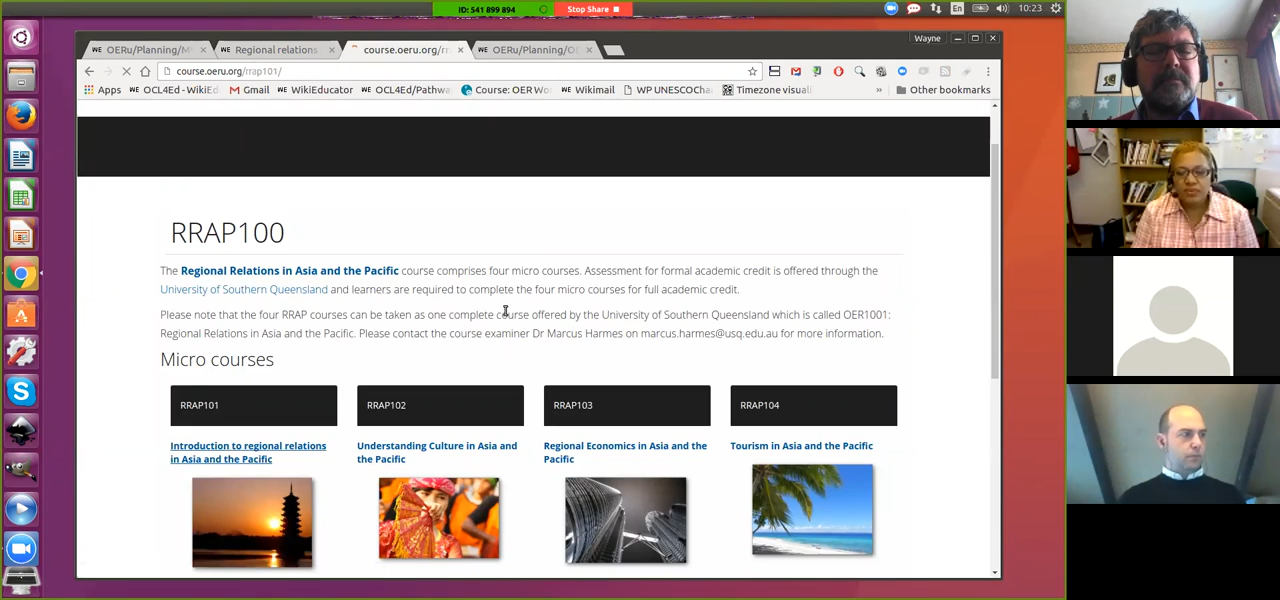 ID: 541 899 894 Stop Share
En 10:23
OERu/Planning/M
Regional relations
course.oeru.org/rr
OERu/Planning/O
Wayne
course.oeru.org/rrap101/
Apps OCL4Ed - WikiEd Gmail WikiEducator OCL4Ed/Pathwa Course: OER Wo Wikimail WP UNESCOCha Timezone visuali » Other bookmarks
RRAP100
The Regional Relations in Asia and the Pacific course comprises four micro courses. Assessment for formal academic credit is offered through the
University of Southern Queensland and learners are required to complete the four micro courses for full academic credit.
Please note that the four RRAP courses can be taken as one complete course offered by the University of Southern Queensland which is called OER1001:
Regional Relations in Asia and the Pacific. Please contact the course examiner Dr Marcus Harmes on marcus.harmes@usq.edu.au for more information.
Micro courses
RRAP101
RRAP102
RRAP103
RRAP104
Introduction to regional relations
in Asia and the Pacific
Understanding Culture in Asia and
the Pacific
Regional Economics in Asia and the
Pacific
Tourism in Asia and the Pacific